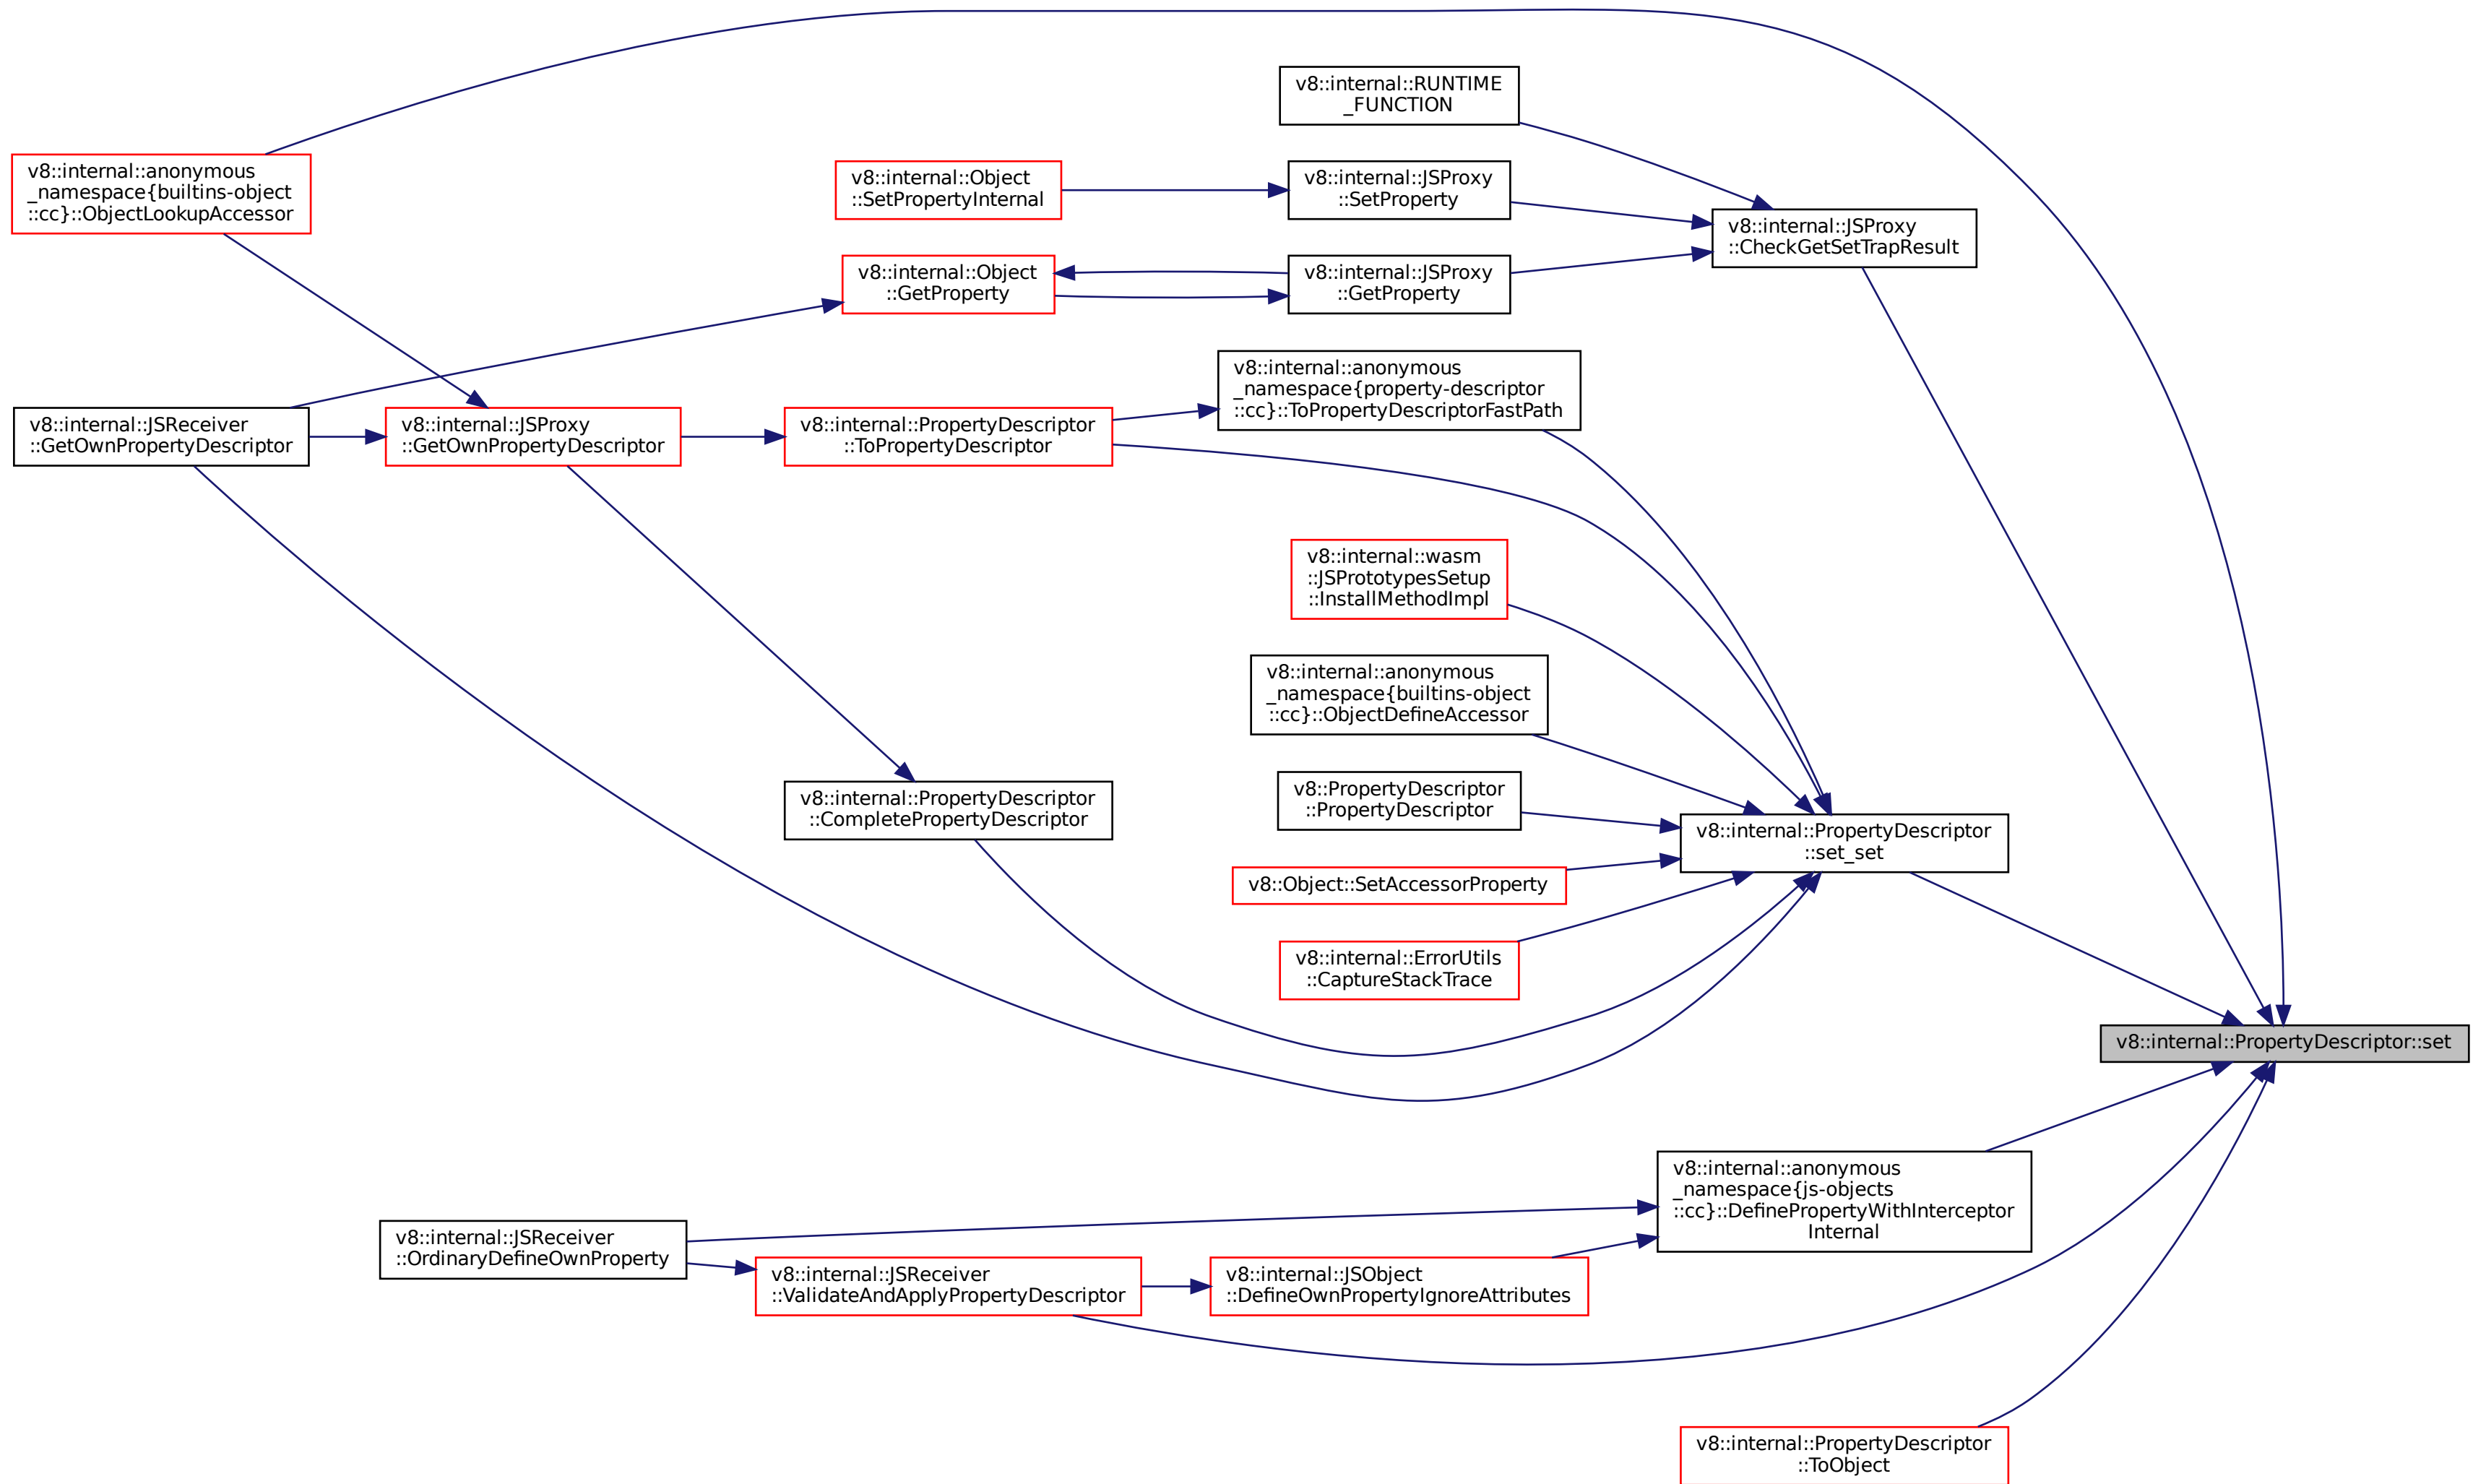 v8::internal::RUNTIME
_FUNCTION
v8::internal::anonymous
_namespace{builtins-object
::cc}::ObjectLookupAccessor
v8::internal::Object
::SetPropertyInternal
v8::internal::JSProxy
::SetProperty
v8::internal::JSProxy
::CheckGetSetTrapResult
v8::internal::Object
::GetProperty
v8::internal::JSProxy
::GetProperty
v8::internal::anonymous
_namespace{property-descriptor
::cc}::ToPropertyDescriptorFastPath
v8::internal::JSReceiver
::GetOwnPropertyDescriptor
v8::internal::JSProxy
::GetOwnPropertyDescriptor
v8::internal::PropertyDescriptor
::ToPropertyDescriptor
v8::internal::wasm
::JSPrototypesSetup
::InstallMethodImpl
v8::internal::anonymous
_namespace{builtins-object
::cc}::ObjectDefineAccessor
v8::PropertyDescriptor
::PropertyDescriptor
v8::internal::PropertyDescriptor
::CompletePropertyDescriptor
v8::internal::PropertyDescriptor
::set_set
v8::Object::SetAccessorProperty
v8::internal::ErrorUtils
::CaptureStackTrace
v8::internal::PropertyDescriptor::set
v8::internal::anonymous
_namespace{js-objects
::cc}::DefinePropertyWithInterceptor
Internal
v8::internal::JSReceiver
::OrdinaryDefineOwnProperty
v8::internal::JSReceiver
::ValidateAndApplyPropertyDescriptor
v8::internal::JSObject
::DefineOwnPropertyIgnoreAttributes
v8::internal::PropertyDescriptor
::ToObject